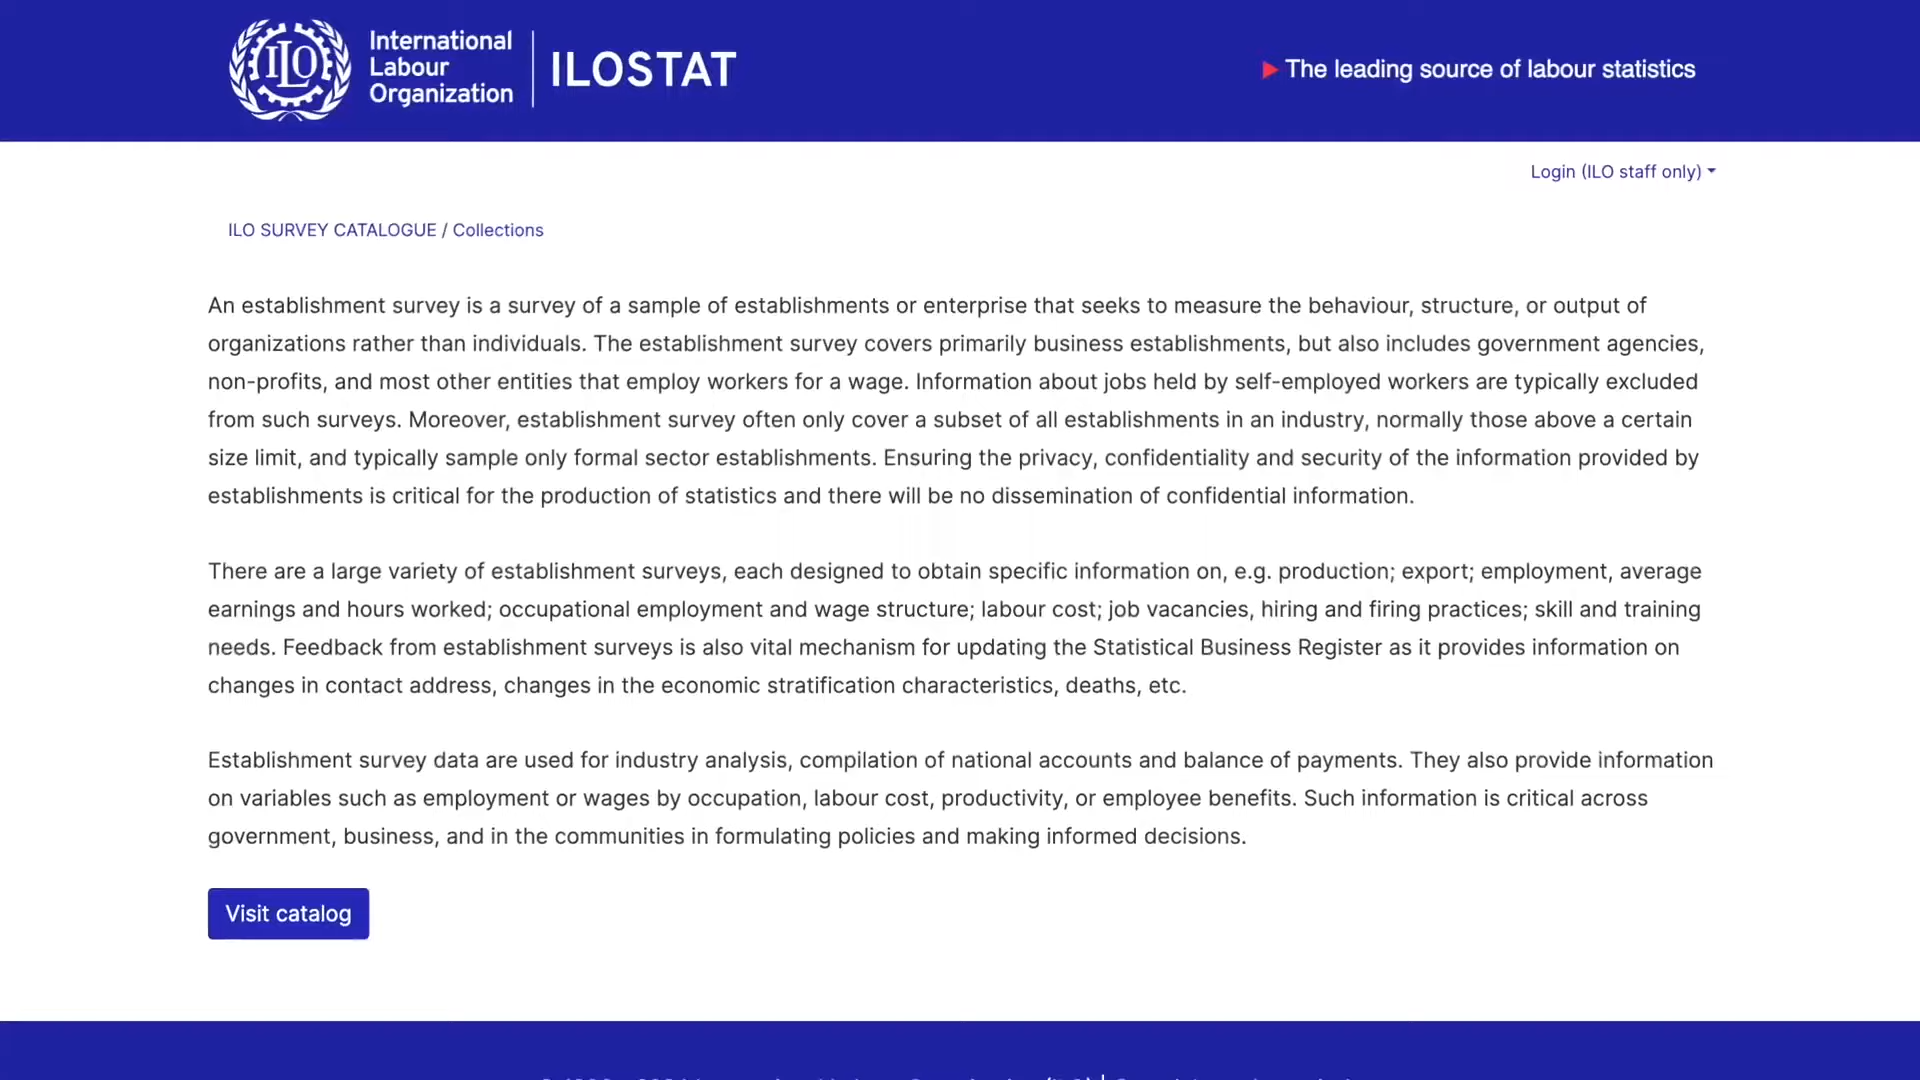 International
Labour
Organization
ILO
ILOSTAT
The leading source of labour statistics
Login (ILO staff only)
ILO SURVEY CATALOGUE / Collections
An establishment survey is a survey of a sample of establishments or enterprise that seeks to measure the behaviour, structure, or output of
organizations rather than individuals. The establishment survey covers primarily business establishments, but also includes government agencies,
non-profits, and most other entities that employ workers for a wage. Information about jobs held by self-employed workers are typically excluded
from such surveys. Moreover, establishment survey often only cover a subset of all establishments in an industry, normally those above a certain
size limit, and typically sample only formal sector establishments. Ensuring the privacy, confidentiality and security of the information provided by
establishments is critical for the production of statistics and there will be no dissemination of confidential information.
There are a large variety of establishment surveys, each designed to obtain specific information on, e.g. production; export; employment, average
earnings and hours worked; occupational employment and wage structure; labour cost; job vacancies, hiring and firing practices; skill and training
needs. Feedback from establishment surveys is also vital mechanism for updating the Statistical Business Register as it provides information on
changes in contact address, changes in the economic stratification characteristics, deaths, etc.
Establishment survey data are used for industry analysis, compilation of national accounts and balance of payments. They also provide information
on variables such as employment or wages by occupation, labour cost, productivity, or employee benefits. Such information is critical across
government, business, and in the communities in formulating policies and making informed decisions.
Visit catalog